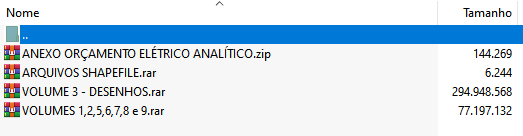 Nome Tamanho
..
ANEXO ORÇAMENTO ELÉTRICO ANALÍTICO.zip 144.269
ARQUIVOS SHAPEFILE.rar 6.244
VOLUME 3 - DESENHOS.rar 294.948.568
VOLUMES 1,2,5,6,7,8 e 9.rar 77.197.132